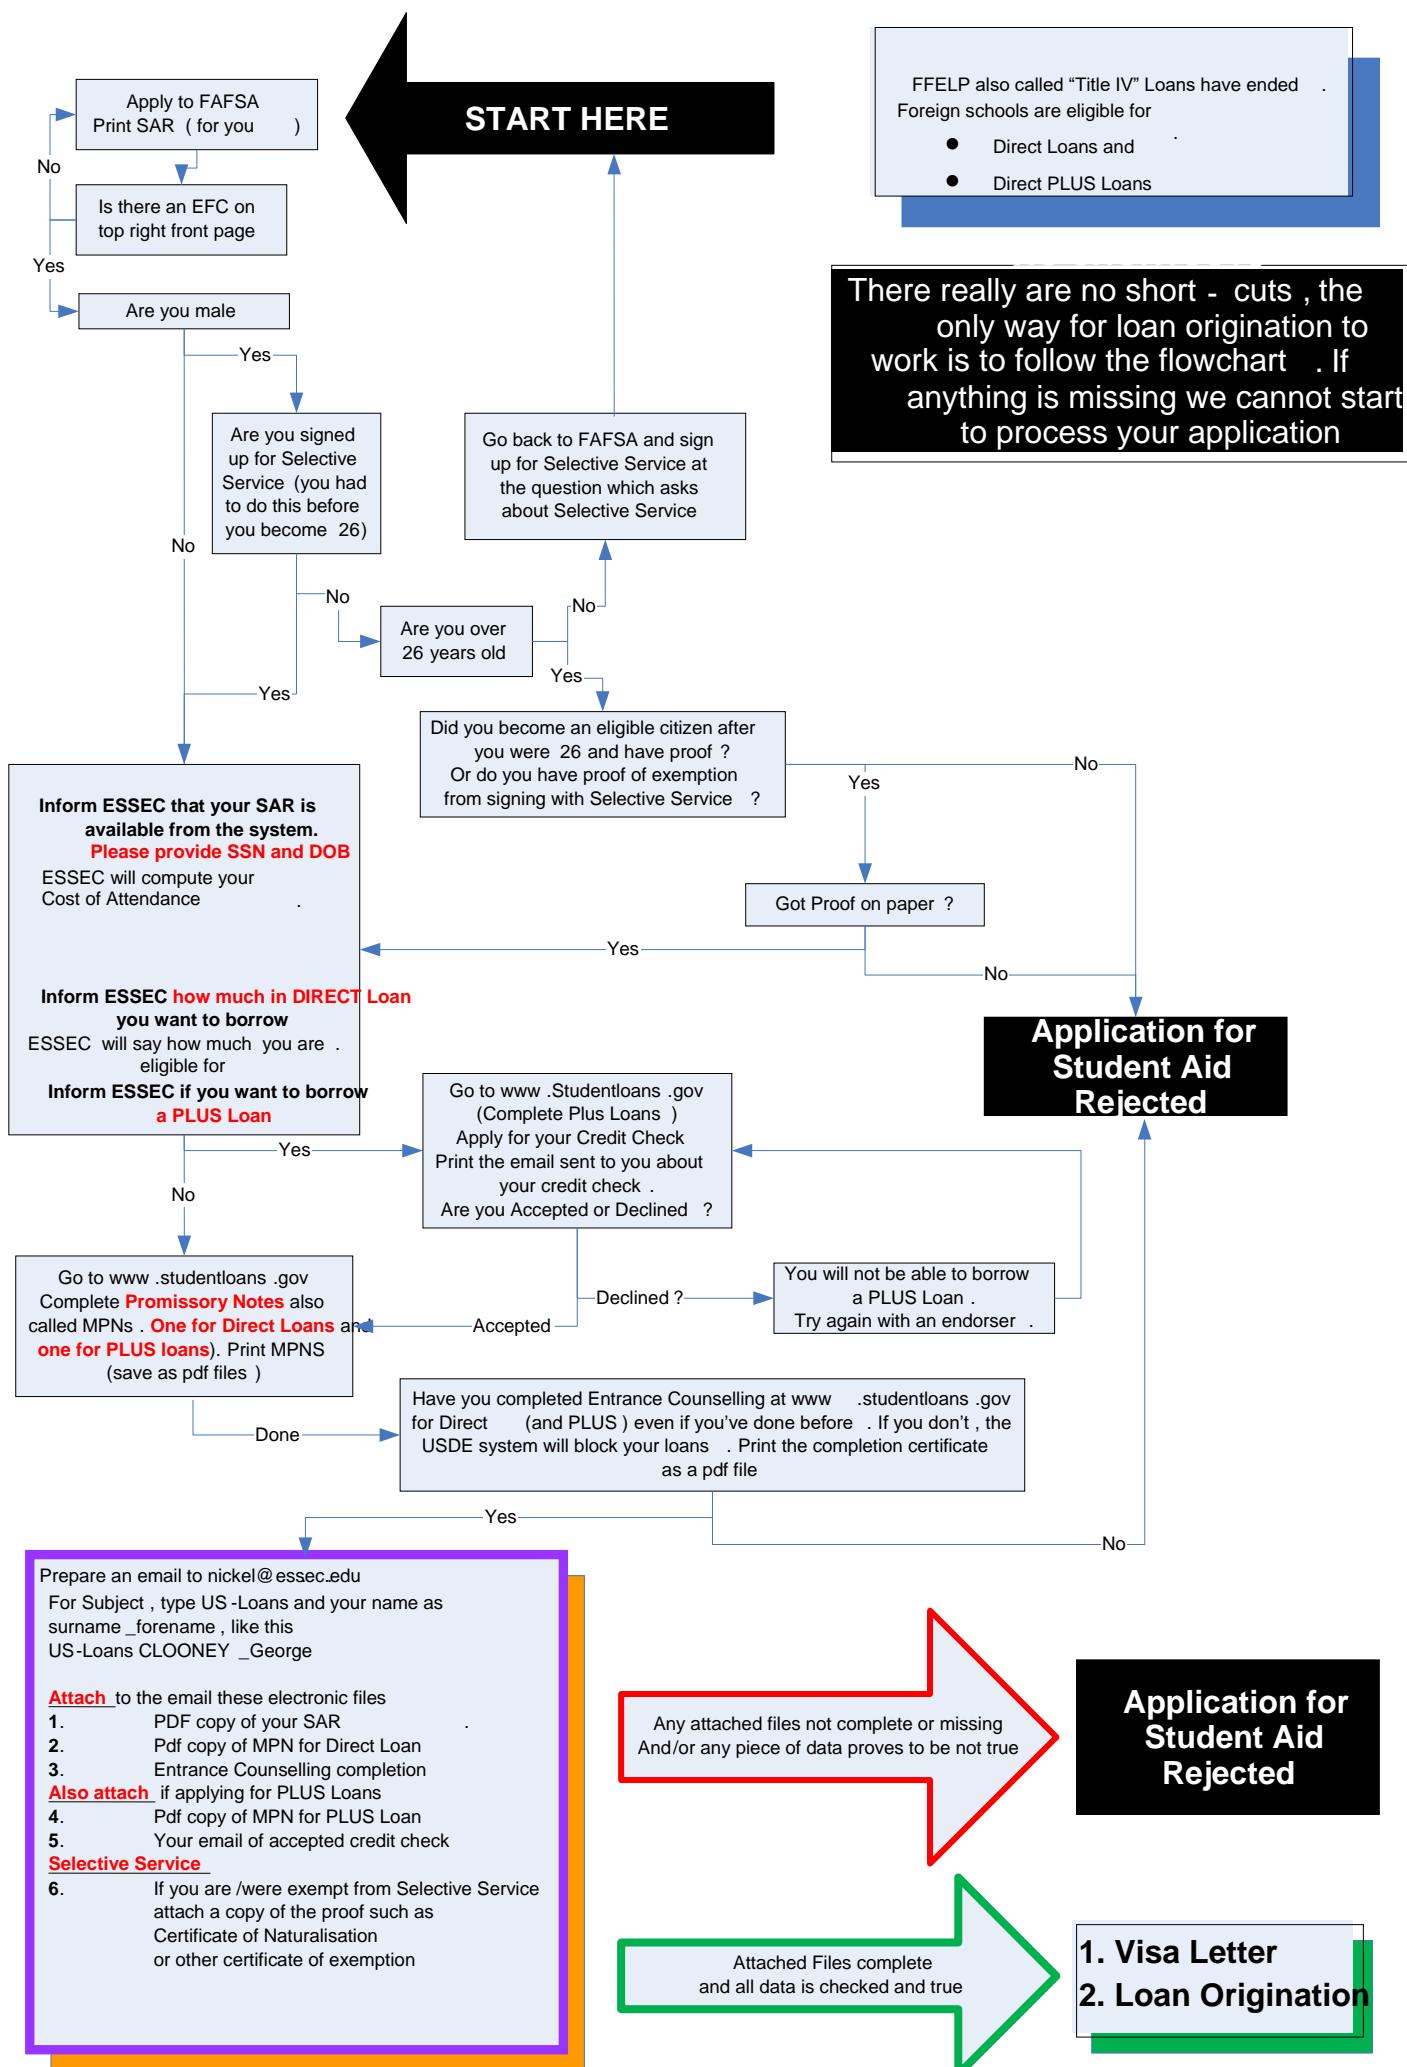 START HERE
FFELP also called “Title IV” Loans have ended .
Foreign schools are eligible for
● Direct Loans and .
● Direct PLUS Loans
Apply to FAFSA
Print SAR ( for you )
No
Is there an EFC on
top right front page
Yes
Are you male
There really are no short - cuts , the
only way for loan origination to
work is to follow the flowchart . If
anything is missing we cannot start
to process your application
Yes
No
Are you signed
up for Selective
Service (you had
to do this before
you become 26)
Go back to FAFSA and sign
up for Selective Service at
the question which asks
about Selective Service
No
Are you over
26 years old
No
Yes
Yes
Did you become an eligible citizen after
you were 26 and have proof ?
Or do you have proof of exemption
from signing with Selective Service ?
No
Yes
Got Proof on paper ?
Yes
No
Inform ESSEC that your SAR is
available from the system.
Please provide SSN and DOB
ESSEC will compute your
Cost of Attendance .
Inform ESSEC how much in DIRECT Loan
you want to borrow
ESSEC will say how much you are .
eligible for
Inform ESSEC if you want to borrow
a PLUS Loan
Application for
Student Aid
Rejected
Yes
No
Go to www .Studentloans .gov
(Complete Plus Loans )
Apply for your Credit Check
Print the email sent to you about
your credit check .
Are you Accepted or Declined ?
Declined ?
Accepted
You will not be able to borrow
a PLUS Loan .
Try again with an endorser .
Go to www .studentloans .gov
Complete Promissory Notes also
called MPNs . One for Direct Loans and
one for PLUS loans). Print MPNS
(save as pdf files )
Done
Have you completed Entrance Counselling at www .studentloans .gov
for Direct (and PLUS ) even if you’ve done before . If you don’t , the
USDE system will block your loans . Print the completion certificate
as a pdf file
Yes
No
Prepare an email to nickel@essec.edu
For Subject , type US -Loans and your name as
surname _forename , like this
US-Loans CLOONEY _George
Attach to the email these electronic files
1. PDF copy of your SAR .
2. Pdf copy of MPN for Direct Loan
3. Entrance Counselling completion
Also attach if applying for PLUS Loans
4. Pdf copy of MPN for PLUS Loan
5. Your email of accepted credit check
Selective Service
6. If you are /were exempt from Selective Service
attach a copy of the proof such as
Certificate of Naturalisation
or other certificate of exemption
Any attached files not complete or missing
And/or any piece of data proves to be not true
Application for
Student Aid
Rejected
Attached Files complete
and all data is checked and true
1. Visa Letter
2. Loan Origination